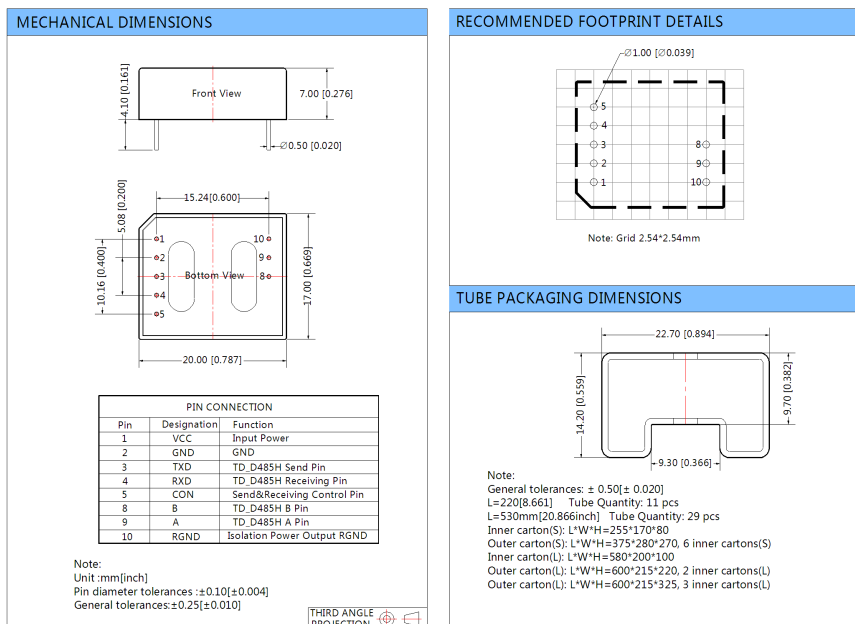 MECHANICAL DIMENSIONS
4.10 [0.161]
Front View
7.00 [0.276]
Ø0.50 [0.020]
15.24[0.600]
5.08 [0.200]
10.16 [0.400]
1
2
3
4
5
10
9
8
Bottom View
17.00 [0.669]
20.00 [0.787]
PIN CONNECTION
Pin Designation Function
1 VCC Input Power
2 GND GND
3 TXD TD_D485H Send Pin
4 RXD TD_D485H Receiving Pin
5 CON Send&Receiving Control Pin
8 B TD_D485H B Pin
9 A TD_D485H A Pin
10 RGND Isolation Power Output RGND
Note:
Unit :mm[inch]
Pin diameter tolerances :±0.10[±0.004]
General tolerances:±0.25[±0.010]
THIRD ANGLE
PROJECTION
RECOMMENDED FOOTPRINT DETAILS
Ø1.00 [Ø0.039]
5
4
3
2
1
8
9
10
Note: Grid 2.54*2.54mm
TUBE PACKAGING DIMENSIONS
22.70 [0.894]
14.20 [0.559]
9.70 [0.382]
9.30 [0.366]
Note:
General tolerances: ± 0.50[± 0.020]
L=220[8.661] Tube Quantity: 11 pcs
L=530mm[20.866inch] Tube Quantity: 29 pcs
Inner carton(S): L*W*H=255*170*80
Outer carton(S): L*W*H=375*280*270, 6 inner cartons(S)
Inner carton(L): L*W*H=580*200*100
Outer carton(L): L*W*H=600*215*220, 2 inner cartons(L)
Outer carton(L): L*W*H=600*215*325, 3 inner cartons(L)